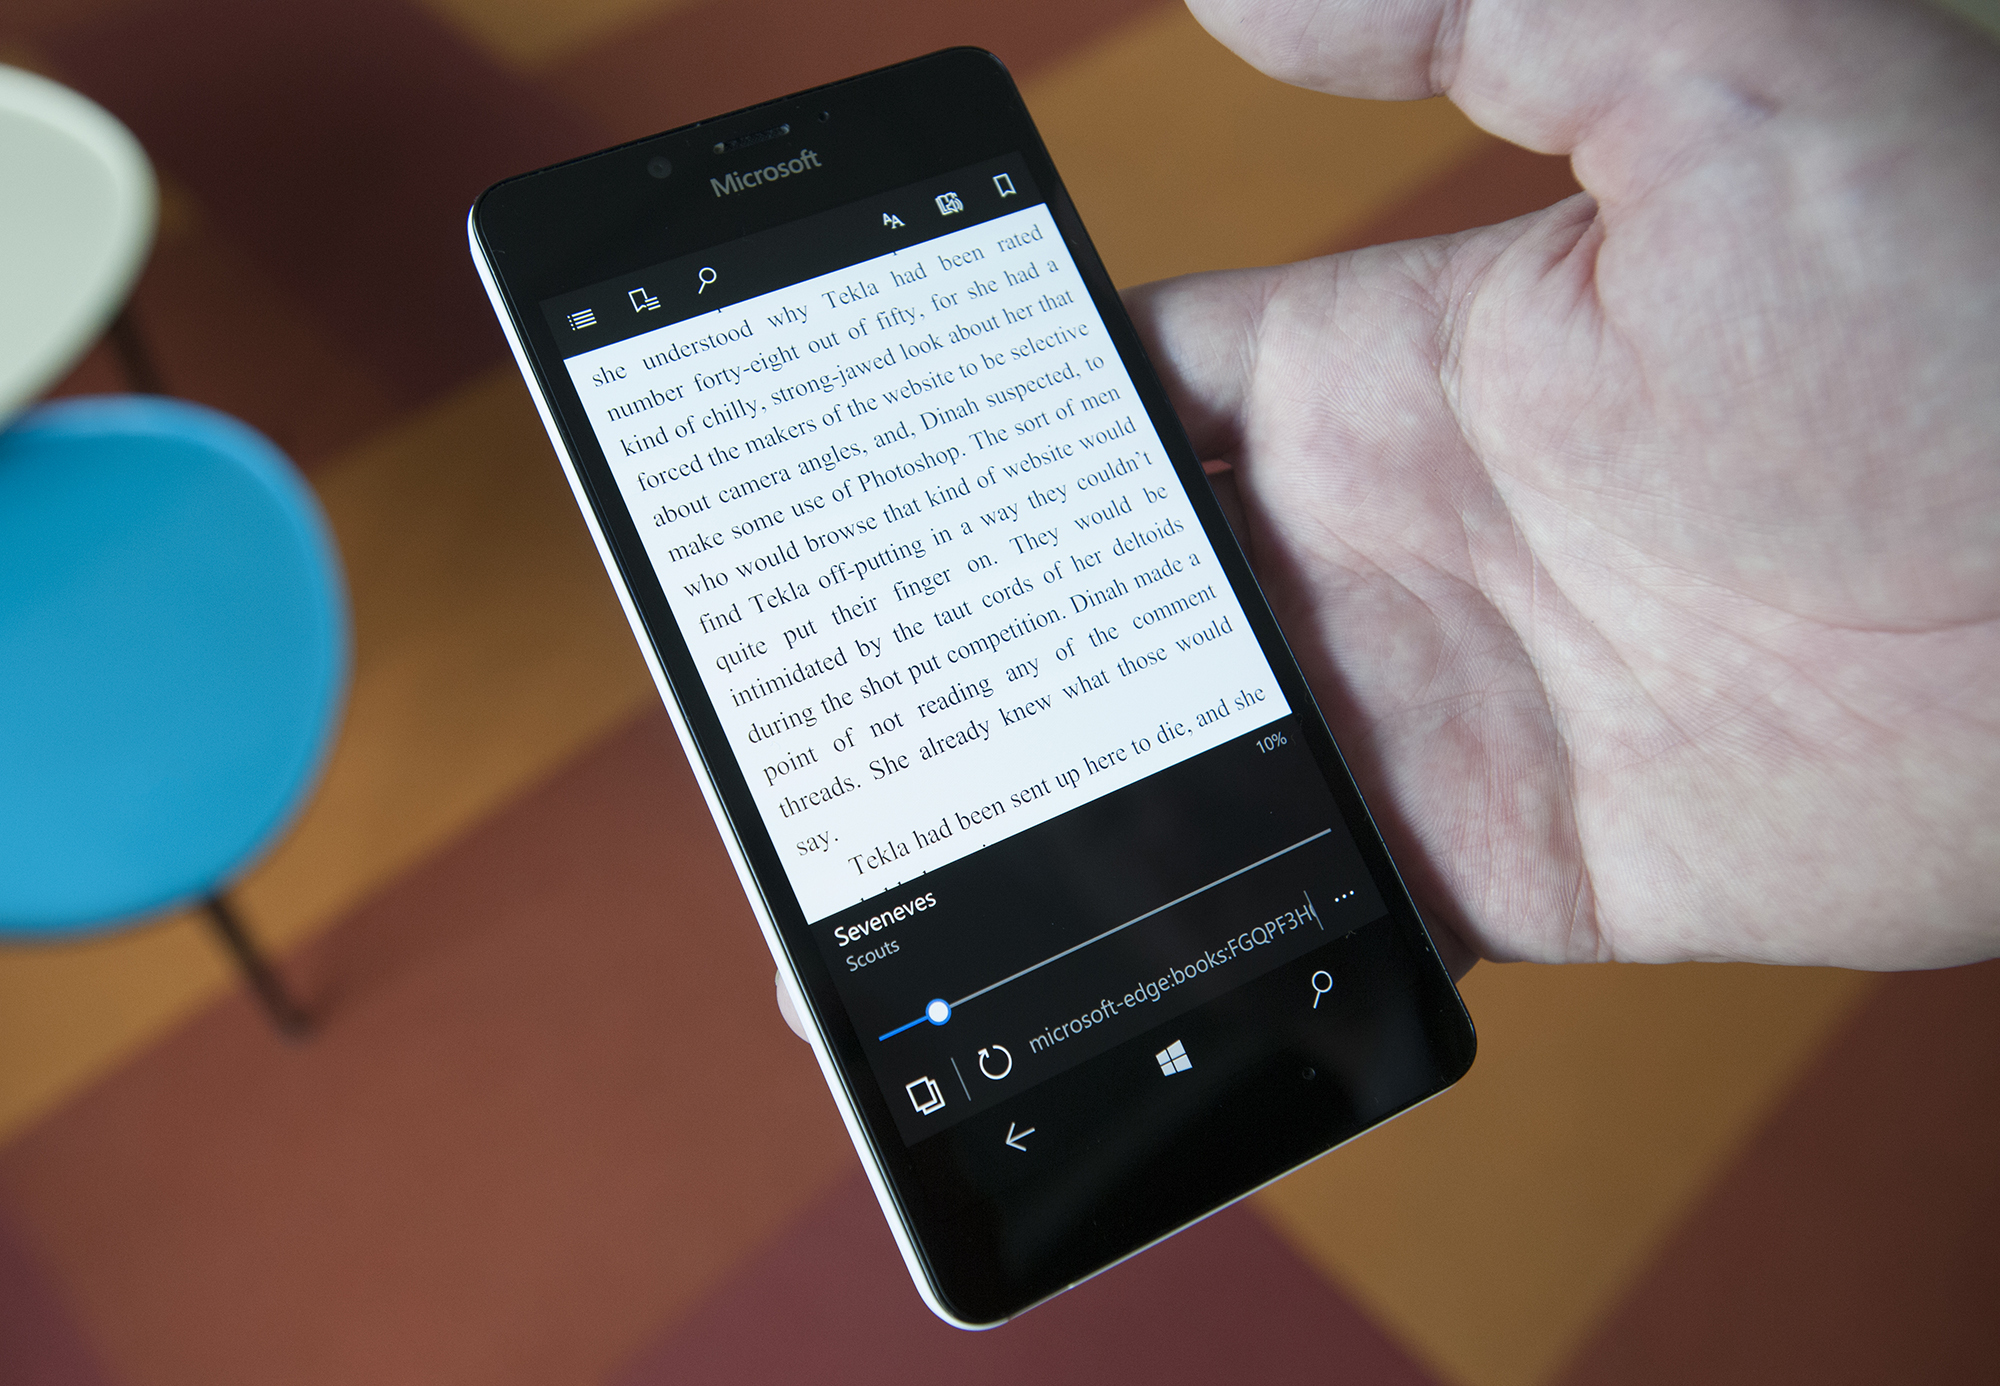 Microsoft
AA
she understood why Tekla had been rated
number forty-eight out of fifty, for she had a
kind of chilly, strong-jawed look about her that
forced the makers of the website to be selective
about camera angles, and, Dinah suspected, to
make some use of Photoshop. The sort of men
who would browse that kind of website would
find Tekla off-putting in a way they couldn’t
quite put their finger on. They would be
intimidated by the taut cords of her deltoids
during the shot put competition. Dinah made a
point of not reading any of the comment
threads. She already knew what those would
say.
Tekla had been sent up here to die, and she
10%
Seveneves
Scouts
microsoft-edge:books:FGQPF3H